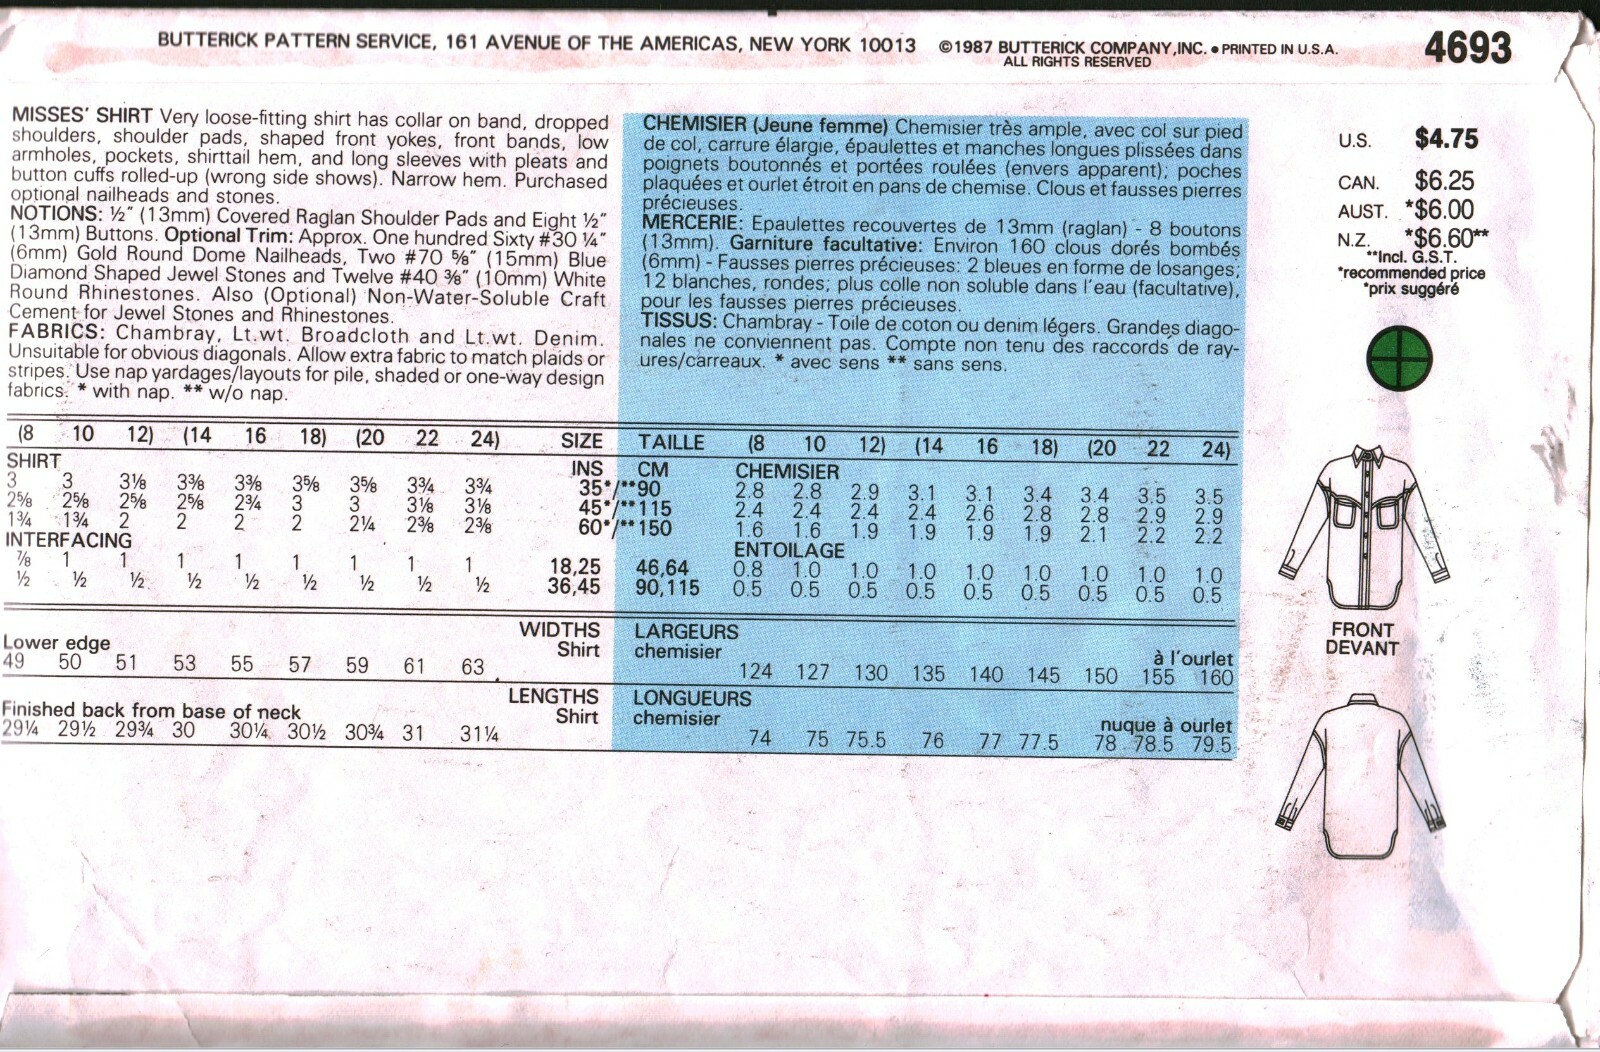 BUTTERICK PATTERN SERVICE, 161 AVENUE OF THE AMERICAS, NEW YORK 10013 ©1987 BUTTERICK COMPANY, INC. ● PRINTED IN U.S.A.
ALL RIGHTS RESERVED
4693
MISSES' SHIRT Very loose-fitting shirt has collar on band, dropped
shoulders, shoulder pads, shaped front yokes, front bands, low
armholes, pockets, shirttail hem, and long sleeves with pleats and
button cuffs rolled-up (wrong side shows). Narrow hem. Purchased
optional nailheads and stones.
NOTIONS: ½" (13mm) Covered Raglan Shoulder Pads and Eight ½"
(13mm) Buttons. Optional Trim: Approx. One hundred Sixty #30 ¼"
(6mm) Gold Round Dome Nailheads, Two #70 ⅝" (15mm) Blue
Diamond Shaped Jewel Stones and Twelve #40 ⅜" (10mm) White
Round Rhinestones. Also (Optional) Non-Water-Soluble Craft
Cement for Jewel Stones and Rhinestones.
FABRICS: Chambray, Lt.wt. Broadcloth and Lt.wt. Denim.
Unsuitable for obvious diagonals. Allow extra fabric to match plaids or
stripes. Use nap yardages/layouts for pile, shaded or one-way design
fabrics. * with nap. ** w/o nap.
CHEMISIER (Jeune femme) Chemisier très ample, avec col sur pied
de col, carrure élargie, épaulettes et manches longues plissées dans
poignets boutonnés et portées roulées (envers apparent); poches
plaquées et ourlet étroit en pans de chemise. Clous et fausses pierres
précieuses.
MERCERIE: Epaulettes recouvertes de 13mm (raglan) - 8 boutons
(13mm). Garniture facultative: Environ 160 clous dorés bombés
(6mm) - Fausses pierres précieuses: 2 bleues en forme de losanges;
12 blanches, rondes; plus colle non soluble dans l'eau (facultative),
pour les fausses pierres précieuses.
TISSUS: Chambray - Toile de coton ou denim légers. Grandes diago-
nales ne conviennent pas. Compte non tenu des raccords de ray-
ures/carreaux. * avec sens ** sans sens.
U.S. $4.75
CAN. $6.25
AUST. *$6.00
N.Z. *$6.60**
**Incl. G.S.T.
*recommended price
*prix suggéré
(8 10 12) (14 16 18) (20 22 24) SIZE TAILLE (8 10 12) (14 16 18) (20 22 24)
SHIRT INS CM CHEMISIER
3 3 3⅛ 3⅜ 3⅜ 3⅝ 3⅝ 3¾ 3¾ 35*/**90 2.8 2.8 2.9 3.1 3.1 3.4 3.4 3.5 3.5
2⅝ 2⅝ 2⅝ 2⅝ 2¾ 3 3 3⅛ 3⅛ 45*/**115 2.4 2.4 2.4 2.4 2.6 2.8 2.8 2.9 2.9
1¾ 1¾ 2 2 2 2 2¼ 2⅜ 2⅜ 60*/**150 1.6 1.6 1.9 1.9 1.9 1.9 2.1 2.2 2.2
INTERFACING ENTOILAGE
⅞ 1 1 1 1 1 1 1 1 18,25 46,64 0.8 1.0 1.0 1.0 1.0 1.0 1.0 1.0 1.0
½ ½ ½ ½ ½ ½ ½ ½ ½ 36,45 90,115 0.5 0.5 0.5 0.5 0.5 0.5 0.5 0.5 0.5
WIDTHS LARGEURS
Lower edge Shirt chemisier à l'ourlet
49 50 51 53 55 57 59 61 63 124 127 130 135 140 145 150 155 160
LENGTHS LONGUEURS
Finished back from base of neck Shirt chemisier nuque à ourlet
29¼ 29½ 29¾ 30 30¼ 30½ 30¾ 31 31¼ 74 75 75.5 76 77 77.5 78 78.5 79.5
FRONT
DEVANT